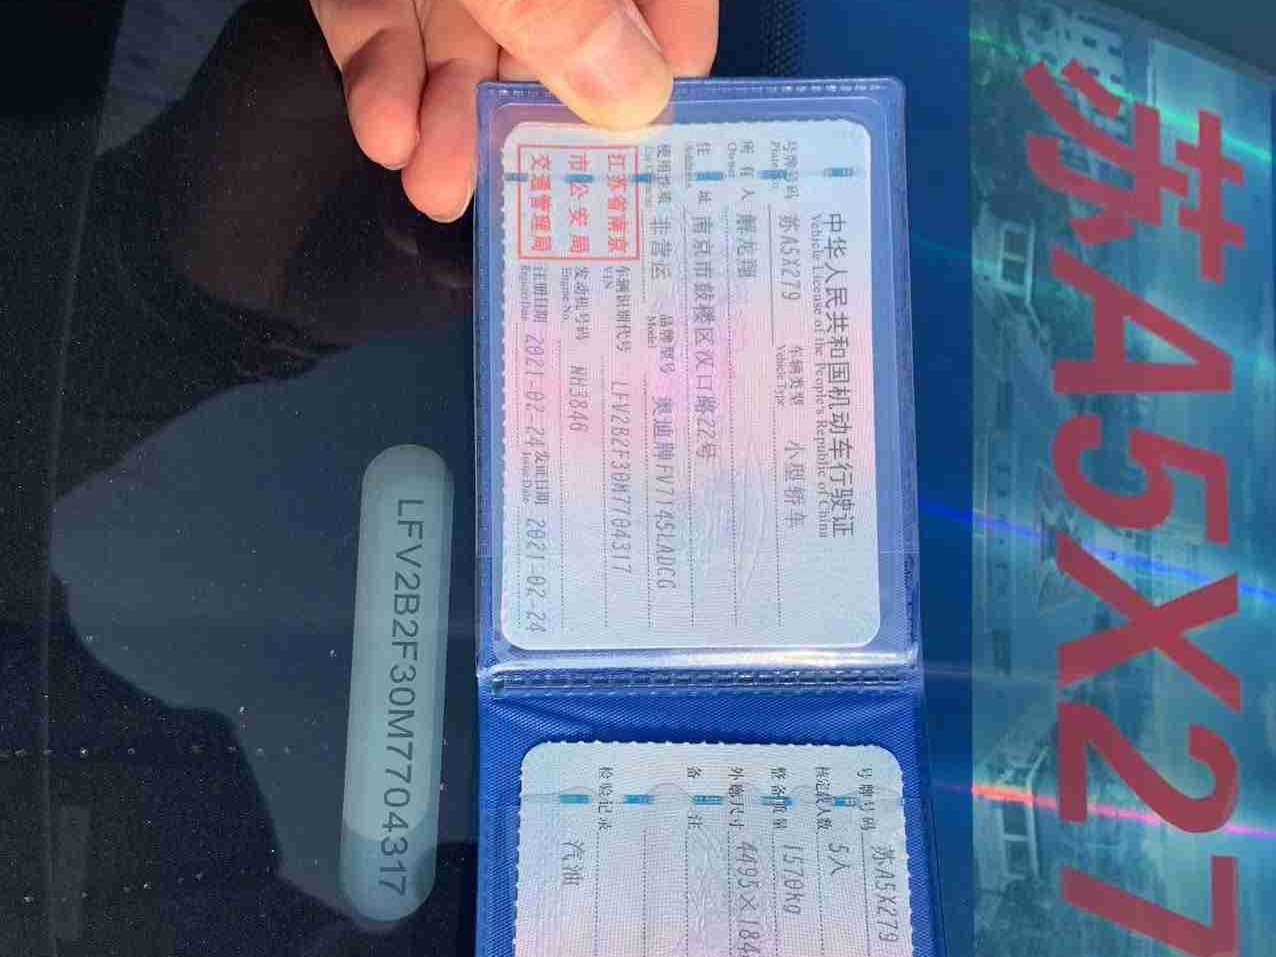 中华人民共和国机动车行驶证
Vehicle License of the People's Republic of China
号牌号码 苏A5X279 车辆类型 小型轿车
Plate No. Vehicle Type
所有人
Owner
住址 南京市鼓楼区汉口路22号
Address
使用性质 非营运 品牌型号 奥迪牌FV7145LADCG
Model
江苏省南京
市公安局
交通管理局
车辆识别代号 LFV2B2F30M7704317
VIN
发动机号码 NH3846
Engine No.
注册日期 2021-02-24 发证日期 2021-02-24
Register Date Issue Date
号牌号码 苏A5X279
核定载人数 5人
整备质量 1570kg
外廓尺寸 4495×184
备注
检验记录 汽油
LFV2B2F30M7704317
苏A5X27